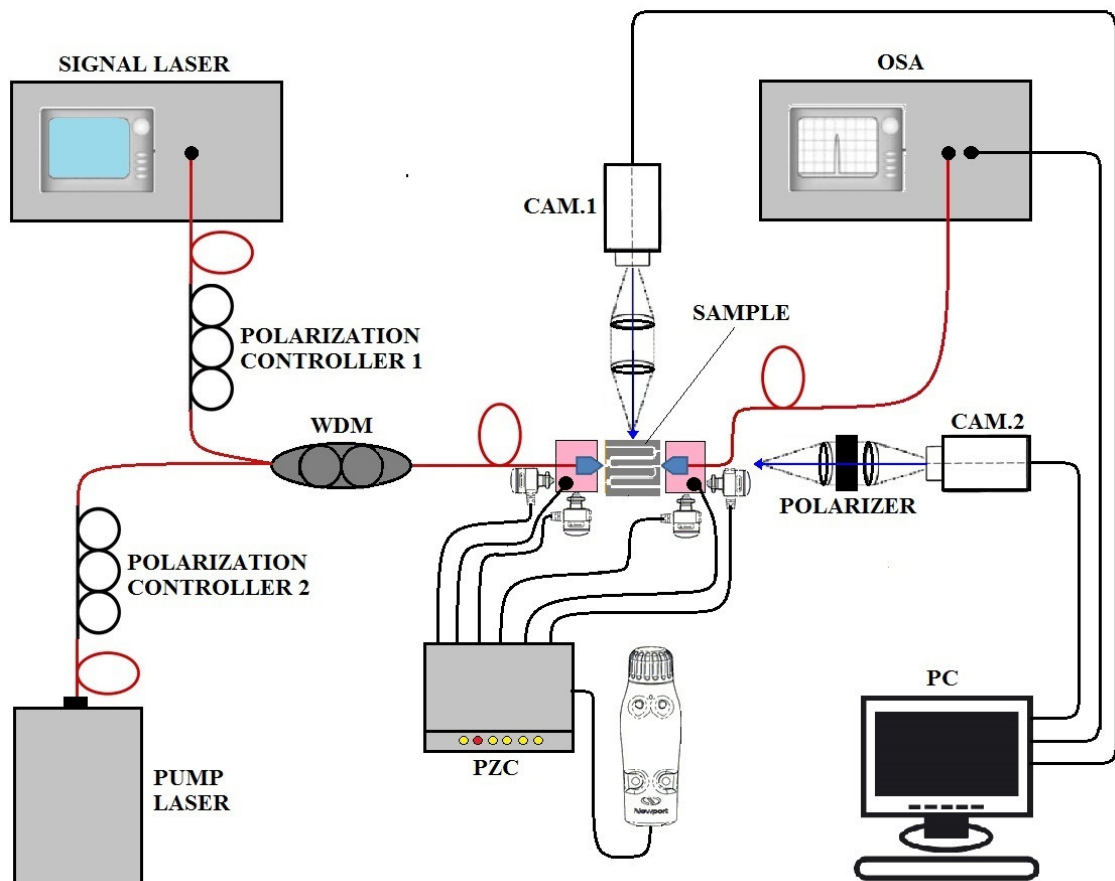 SIGNAL LASER
OSA
CAM.1
SAMPLE
POLARIZATION
CONTROLLER 1
WDM
CAM.2
POLARIZER
POLARIZATION
CONTROLLER 2
PC
PZC
PUMP
LASER
Newport